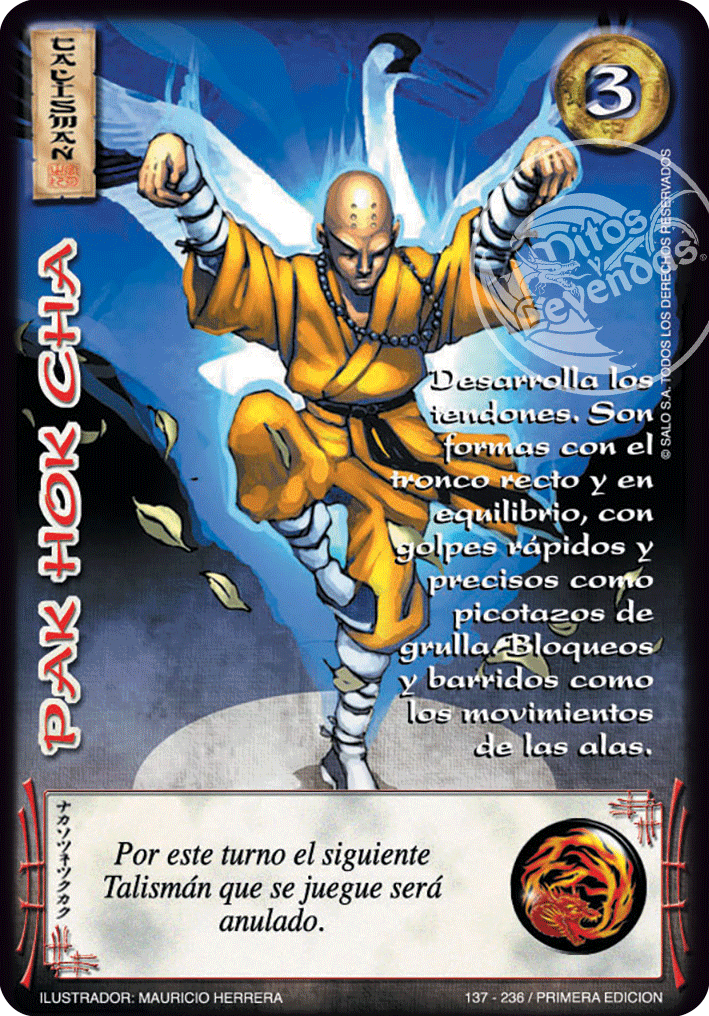 TALISMAN
3
PAK HOK CHA
Mitos
y
Leyendas
© SALO S.A. TODOS LOS DERECHOS RESERVADOS
Desarrolla los
tendones. Son
formas con el
tronco recto y en
equilibrio, con
golpes rápidos y
precisos como
picotazos de
grulla. Bloqueos
y barridos como
los movimientos
de las alas.
ナカソツネツクカク
Por este turno el siguiente
Talismán que se juegue será
anulado.
ILUSTRADOR: MAURICIO HERRERA
137 - 236 / PRIMERA EDICION